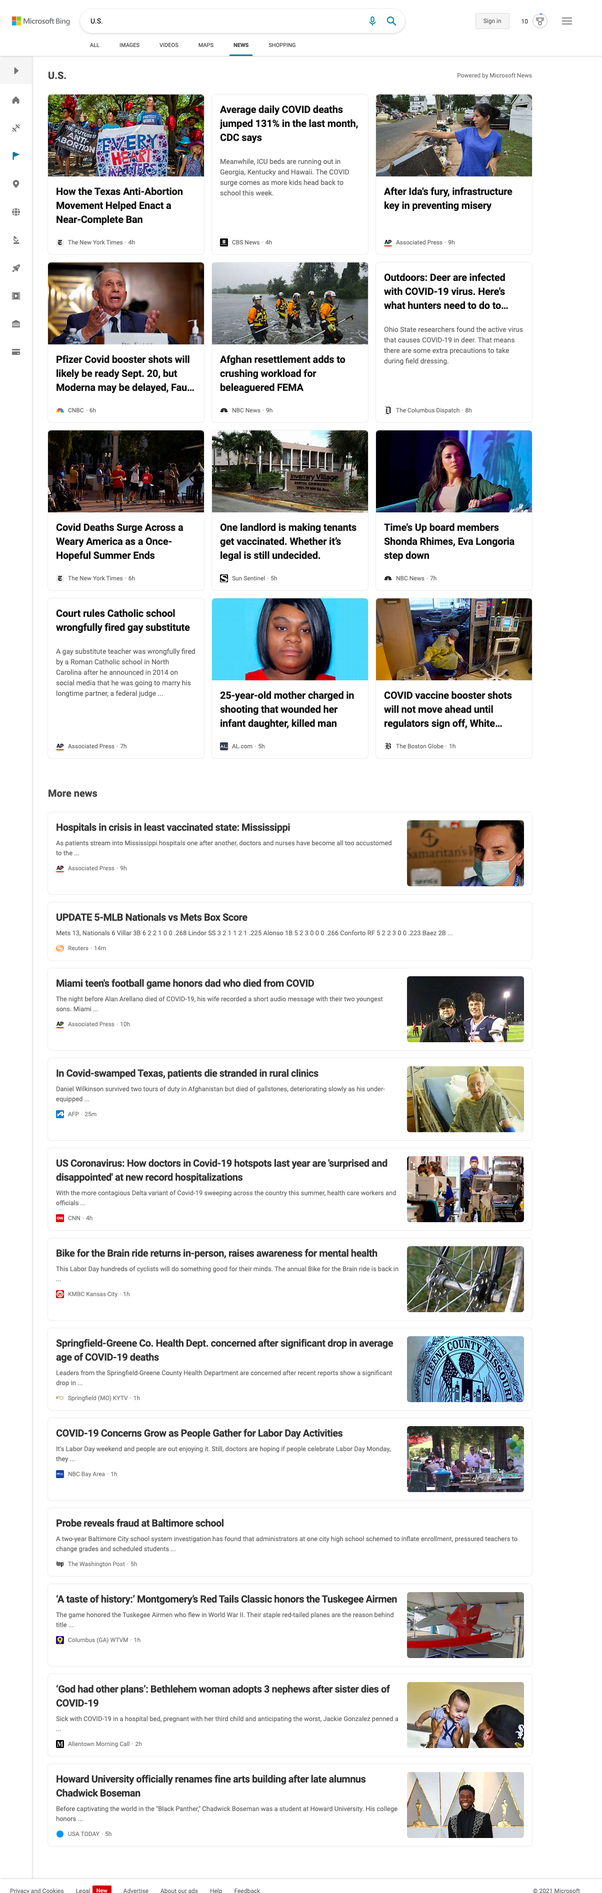 Microsoft Bing
U.S.
Sign in
10
ALL
IMAGES
VIDEOS
MAPS
NEWS
SHOPPING
U.S.
Powered by Microsoft News
EVERY
HEART
How the Texas Anti-Abortion
Movement Helped Enact a
Near-Complete Ban
The New York Times · 4h
Average daily COVID deaths
jumped 131% in the last month,
CDC says
Meanwhile, ICU beds are running out in
Georgia, Kentucky and Hawaii. The COVID
surge comes as more kids head back to
school this week.
CBS News · 4h
After Ida's fury, infrastructure
key in preventing misery
AP Associated Press · 9h
Pfizer Covid booster shots will
likely be ready Sept. 20, but
Moderna may be delayed, Fau...
CNBC · 6h
Afghan resettlement adds to
crushing workload for
beleaguered FEMA
NBC News · 9h
Outdoors: Deer are infected
with COVID-19 virus. Here's
what hunters need to do to...
Ohio State researchers found the active virus
that causes COVID-19 in deer. That means
there are some extra precautions to take
during field dressing.
The Columbus Dispatch · 8h
Covid Deaths Surge Across a
Weary America as a Once-
Hopeful Summer Ends
The New York Times · 6h
Inverrary Village
One landlord is making tenants
get vaccinated. Whether it's
legal is still undecided.
Sun Sentinel · 5h
Time's Up board members
Shonda Rhimes, Eva Longoria
step down
NBC News · 7h
Court rules Catholic school
wrongfully fired gay substitute
A gay substitute teacher was wrongfully fired
by a Roman Catholic school in North
Carolina after he announced in 2014 on
social media that he was going to marry his
longtime partner, a federal judge ...
AP Associated Press · 7h
25-year-old mother charged in
shooting that wounded her
infant daughter, killed man
AL.com · 5h
COVID vaccine booster shots
will not move ahead until
regulators sign off, White...
The Boston Globe · 1h
More news
Hospitals in crisis in least vaccinated state: Mississippi
As patients stream into Mississippi hospitals one after another, doctors and nurses have become all too accustomed
to the ...
AP Associated Press · 9h
Samaritan's
UPDATE 5-MLB Nationals vs Mets Box Score
Mets 13, Nationals 6 Villar 3B 6 2 2 1 0 0 .268 Lindor SS 3 2 1 1 2 1 .225 Alonso 1B 5 2 3 0 0 0 .266 Conforto RF 5 2 2 3 0 0 .223 Baez 2B ...
Reuters · 14m
Miami teen's football game honors dad who died from COVID
The night before Alan Arellano died of COVID-19, his wife recorded a short audio message with their two youngest
sons. Miami ...
AP Associated Press · 10h
In Covid-swamped Texas, patients die stranded in rural clinics
Daniel Wilkinson survived two tours of duty in Afghanistan but died of gallstones, deteriorating slowly as his under-
equipped ...
AFP · 25m
US Coronavirus: How doctors in Covid-19 hotspots last year are 'surprised and
disappointed' at new record hospitalizations
With the more contagious Delta variant of Covid-19 sweeping across the country this summer, health care workers and
officials ...
CNN CNN · 4h
Bike for the Brain ride returns in-person, raises awareness for mental health
This Labor Day hundreds of cyclists will do something good for their minds. The annual Bike for the Brain ride is back in
...
KMBC Kansas City · 1h
Springfield-Greene Co. Health Dept. concerned after significant drop in average
age of COVID-19 deaths
Leaders from the Springfield-Greene County Health Department are concerned after recent reports show a significant
drop in ...
Springfield (MO) KYTV · 1h
GREENE COUNTY MISSOURI
COVID-19 Concerns Grow as People Gather for Labor Day Activities
It's Labor Day weekend and people are out enjoying it. Still, doctors are hoping if people celebrate Labor Day Monday,
they ...
NBC Bay Area · 1h
Probe reveals fraud at Baltimore school
A two-year Baltimore City school system investigation has found that administrators at one city high school schemed to inflate enrollment, pressured teachers to
change grades and scheduled students ...
wp The Washington Post · 5h
'A taste of history:' Montgomery's Red Tails Classic honors the Tuskegee Airmen
The game honored the Tuskegee Airmen who flew in World War II. Their staple red-tailed planes are the reason behind
title ...
Columbus (GA) WTVM · 1h
'God had other plans': Bethlehem woman adopts 3 nephews after sister dies of
COVID-19
Sick with COVID-19 in a hospital bed, pregnant with her third child and anticipating the worst, Jackie Gonzalez penned a
...
Allentown Morning Call · 2h
Howard University officially renames fine arts building after late alumnus
Chadwick Boseman
Before captivating the world in the "Black Panther," Chadwick Boseman was a student at Howard University. His college
honors ...
USA TODAY · 5h
Privacy and Cookies
Legal
New
Advertise
About our ads
Help
Feedback
© 2021 Microsoft